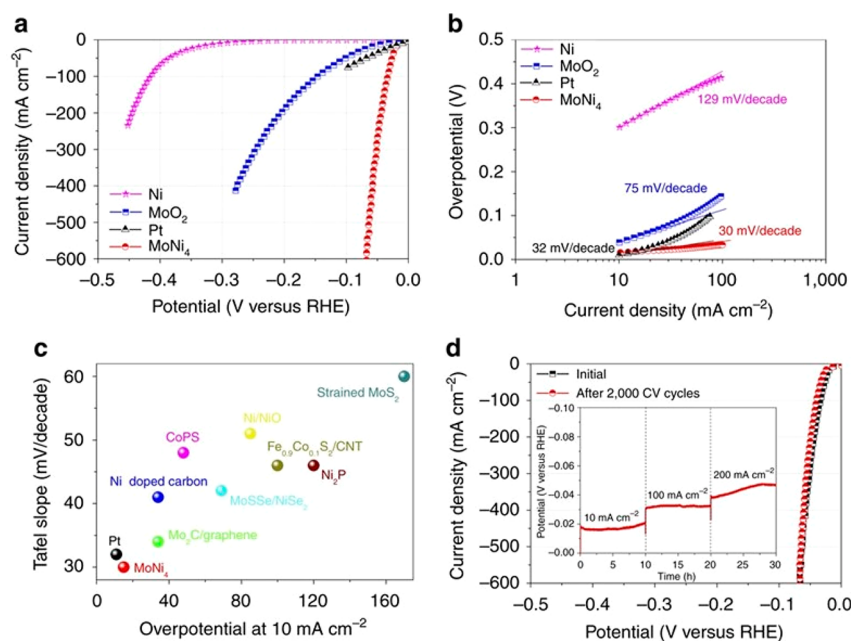 a
0
−100
−200
−300
−400
−500
−600
Current density (mA cm−2)
Ni
MoO2
Pt
MoNi4
−0.5 −0.4 −0.3 −0.2 −0.1 0.0
Potential (V versus RHE)
b
0.5
0.4
0.3
0.2
0.1
0.0
Overpotential (V)
Ni
MoO2
Pt
MoNi4
129 mV/decade
75 mV/decade
30 mV/decade
32 mV/decade
1 10 100 1,000
Current density (mA cm−2)
c
60
50
40
30
Tafel slope (mV/decade)
Strained MoS2
Ni/NiO
CoPS
Fe0.9Co0.1S2/CNT
Ni2P
Ni doped carbon
MoSSe/NiSe2
Mo2C/graphene
Pt
MoNi4
0 40 80 120 160
Overpotential at 10 mA cm−2
d
0
−100
−200
−300
−400
−500
−600
Current density (mA cm−2)
Initial
After 2,000 CV cycles
−0.10
−0.08
−0.06
−0.04
−0.02
−0.00
Potential (V versus RHE)
10 mA cm−2
100 mA cm−2
200 mA cm−2
0 10 20 30
Time (h)
−0.5 −0.4 −0.3 −0.2 −0.1 0.0
Potential (V versus RHE)